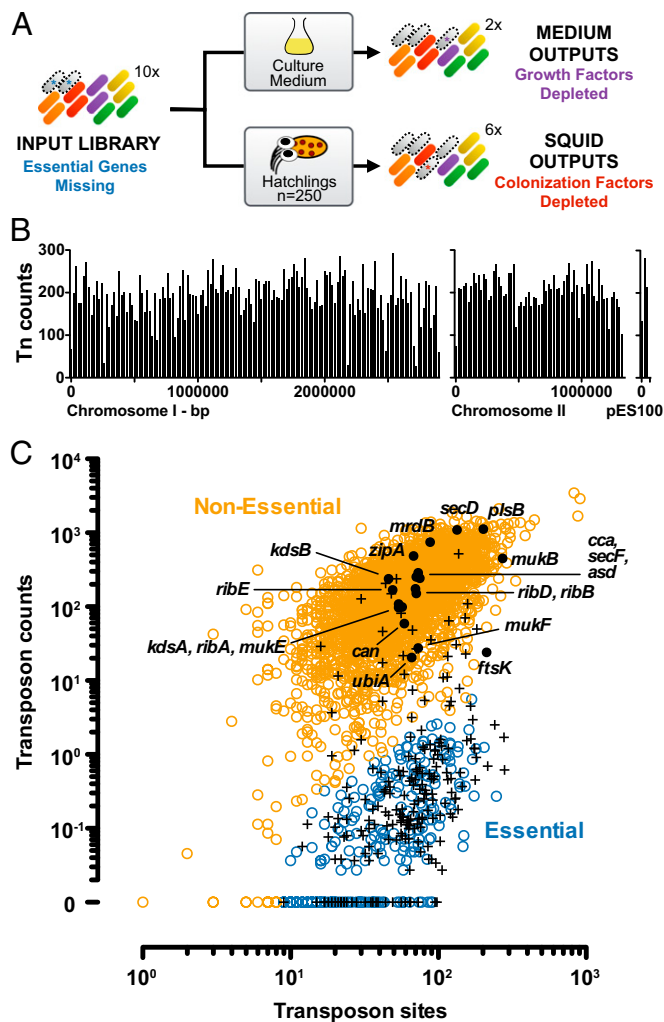 A
10x
INPUT LIBRARY
Essential Genes
Missing
Culture
Medium
2x
MEDIUM
OUTPUTS
Growth Factors
Depleted
Hatchlings
n=250
6x
SQUID
OUTPUTS
Colonization Factors
Depleted
B
Tn counts
300
200
100
0
0 1000000 2000000
Chromosome I - bp
0 1000000
Chromosome II
0
pES100
C
Transposon counts
10⁴
10³
10²
10¹
10⁰
10⁻¹
0
Non-Essential
secD plsB
mrdB
cca,
secF,
asd
kdsB
zipA
mukB
ribE
ribD, ribB
kdsA, ribA, mukE
can
mukF
ubiA
ftsK
Essential
10⁰ 10¹ 10² 10³
Transposon sites